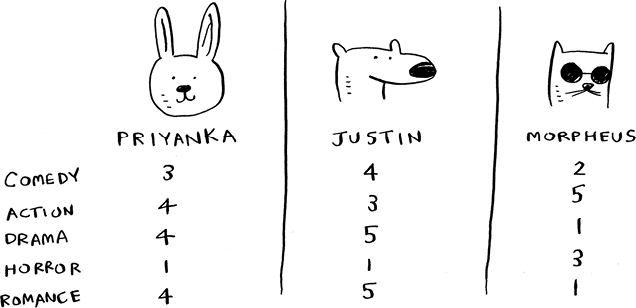 PRIYANKA JUSTIN MORPHEUS
COMEDY 3 4 2
ACTION 4 3 5
DRAMA 4 5 1
HORROR 1 1 3
ROMANCE 4 5 1